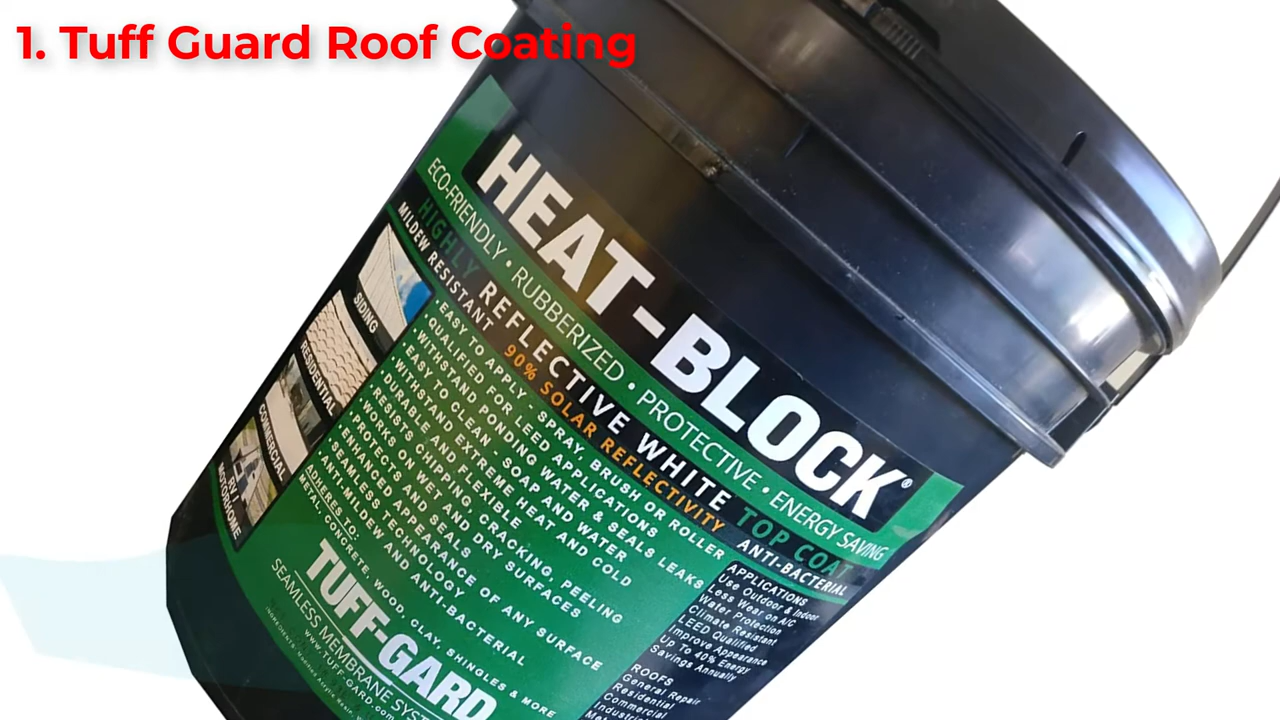 1. Tuff Guard Roof Coating
HEAT-BLOCK®
ECO-FRIENDLY • RUBBERIZED • PROTECTIVE • ENERGY SAVING
HIGHLY REFLECTIVE WHITE TOP COAT
MILDEW RESISTANT 90% SOLAR REFLECTIVITY ANTI-BACTERIAL
• EASY TO APPLY - SPRAY, BRUSH OR ROLLER
• QUALIFIED FOR LEED APPLICATIONS
• WITHSTAND PONDING WATER & SEALS LEAKS
• EASY TO CLEAN - SOAP AND WATER
• WITHSTAND EXTREME HEAT AND COLD
• DURABLE AND FLEXIBLE
• RESISTS CHIPPING, CRACKING, PEELING
• WORKS ON WET AND DRY SURFACES
• PROTECTS AND SEALS
• ENHANCED APPEARANCE OF ANY SURFACE
SEAMLESS TECHNOLOGY
ANTI-MILDEW AND ANTI-BACTERIAL
ADHERES TO:
METAL, CONCRETE, WOOD, CLAY, SHINGLES & MORE
SIDING
RESIDENTIAL
COMMERCIAL
RV / MOTORHOME
TUFF-GARD
SEAMLESS MEMBRANE
WWW.TUFF-GARD.com
APPLICATIONS
Use Outdoor & Indoor
Less Wear on A/C
Water Protection
Climate Resistant
LEED Qualified
Improve Appearance
Up To 40% Energy
Savings Annually
ROOFS
General Repair
Residential
Commercial